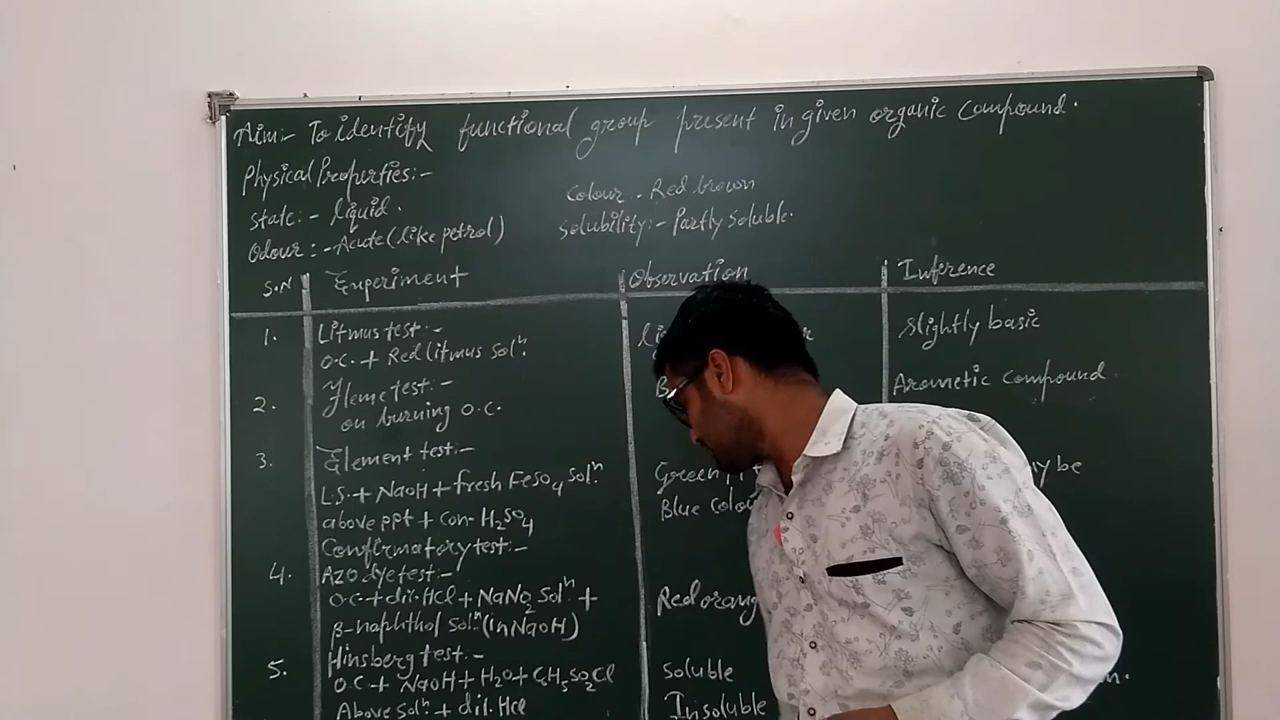 Aim:- To identify functional group present in given organic compound.
Physical Properties:-
State:- liquid.
Colour - Red brown
Odour:- Acute (like petrol)
Solubility:- Partly soluble.
S.N Experiment Observation Inference
1. Litmus test:-
O.C. + Red litmus Solⁿ.
Slightly basic
2. Fleme test:-
on burning O.C.
Arometic compound
3. Element test:-
L.S. + NaOH + fresh FeSO₄ Solⁿ. Green
above ppt + Con- H₂SO₄ Blue
Confirmatory test:-
4. Azo dye test:-
O.C + dil. HCl + NaNO₂ Solⁿ. + Red
β-naphthol Solⁿ. (in NaOH)
5. Hinsberg test:-
O.C + NaOH + H₂O + C₆H₅SO₂Cl soluble
Above Solⁿ. + dil. HCl Insoluble